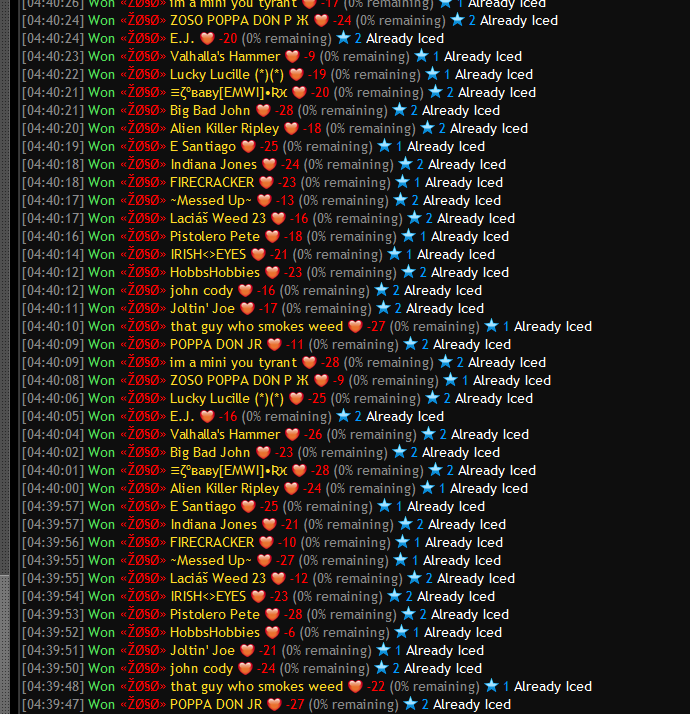 [04:40:26] Won «ŽØ§Ø» im a mini you tyrant -17 (0% remaining) 1 Already Iced
[04:40:24] Won «ŽØ§Ø» ZOSO POPPA DON P Ж -24 (0% remaining) 2 Already Iced
[04:40:24] Won «ŽØ§Ø» E.J. -20 (0% remaining) 2 Already Iced
[04:40:23] Won «ŽØ§Ø» Valhalla's Hammer -9 (0% remaining) 1 Already Iced
[04:40:22] Won «ŽØ§Ø» Lucky Lucille (*)(*) -19 (0% remaining) 1 Already Iced
[04:40:21] Won «ŽØ§Ø» ≡ζºвaвy[EMWI]•Ʀx -20 (0% remaining) 2 Already Iced
[04:40:21] Won «ŽØ§Ø» Big Bad John -28 (0% remaining) 2 Already Iced
[04:40:20] Won «ŽØ§Ø» Alien Killer Ripley -18 (0% remaining) 2 Already Iced
[04:40:19] Won «ŽØ§Ø» E Santiago -25 (0% remaining) 1 Already Iced
[04:40:18] Won «ŽØ§Ø» Indiana Jones -24 (0% remaining) 2 Already Iced
[04:40:18] Won «ŽØ§Ø» FIRECRACKER -23 (0% remaining) 1 Already Iced
[04:40:17] Won «ŽØ§Ø» ~Messed Up~ -13 (0% remaining) 2 Already Iced
[04:40:17] Won «ŽØ§Ø» Laciáš Weed 23 -16 (0% remaining) 2 Already Iced
[04:40:16] Won «ŽØ§Ø» Pistolero Pete -18 (0% remaining) 1 Already Iced
[04:40:14] Won «ŽØ§Ø» IRISH<>EYES -21 (0% remaining) 1 Already Iced
[04:40:12] Won «ŽØ§Ø» HobbsHobbies -23 (0% remaining) 2 Already Iced
[04:40:12] Won «ŽØ§Ø» john cody -16 (0% remaining) 2 Already Iced
[04:40:11] Won «ŽØ§Ø» Joltin' Joe -17 (0% remaining) 2 Already Iced
[04:40:10] Won «ŽØ§Ø» that guy who smokes weed -27 (0% remaining) 1 Already Iced
[04:40:09] Won «ŽØ§Ø» POPPA DON JR -11 (0% remaining) 2 Already Iced
[04:40:09] Won «ŽØ§Ø» im a mini you tyrant -28 (0% remaining) 2 Already Iced
[04:40:08] Won «ŽØ§Ø» ZOSO POPPA DON P Ж -9 (0% remaining) 1 Already Iced
[04:40:06] Won «ŽØ§Ø» Lucky Lucille (*)(*) -25 (0% remaining) 2 Already Iced
[04:40:05] Won «ŽØ§Ø» E.J. -16 (0% remaining) 2 Already Iced
[04:40:04] Won «ŽØ§Ø» Valhalla's Hammer -26 (0% remaining) 2 Already Iced
[04:40:02] Won «ŽØ§Ø» Big Bad John -23 (0% remaining) 2 Already Iced
[04:40:01] Won «ŽØ§Ø» ≡ζºвaвy[EMWI]•Ʀx -28 (0% remaining) 2 Already Iced
[04:40:00] Won «ŽØ§Ø» Alien Killer Ripley -24 (0% remaining) 1 Already Iced
[04:39:57] Won «ŽØ§Ø» E Santiago -25 (0% remaining) 1 Already Iced
[04:39:57] Won «ŽØ§Ø» Indiana Jones -21 (0% remaining) 2 Already Iced
[04:39:56] Won «ŽØ§Ø» FIRECRACKER -10 (0% remaining) 2 Already Iced
[04:39:55] Won «ŽØ§Ø» ~Messed Up~ -27 (0% remaining) 1 Already Iced
[04:39:55] Won «ŽØ§Ø» Laciáš Weed 23 -12 (0% remaining) 2 Already Iced
[04:39:54] Won «ŽØ§Ø» IRISH<>EYES -23 (0% remaining) 2 Already Iced
[04:39:53] Won «ŽØ§Ø» Pistolero Pete -28 (0% remaining) 2 Already Iced
[04:39:52] Won «ŽØ§Ø» HobbsHobbies -6 (0% remaining) 1 Already Iced
[04:39:51] Won «ŽØ§Ø» Joltin' Joe -21 (0% remaining) 1 Already Iced
[04:39:50] Won «ŽØ§Ø» john cody -24 (0% remaining) 2 Already Iced
[04:39:48] Won «ŽØ§Ø» that guy who smokes weed -22 (0% remaining) 1 Already Iced
[04:39:47] Won «ŽØ§Ø» POPPA DON JR -27 (0% remaining) 2 Already Iced